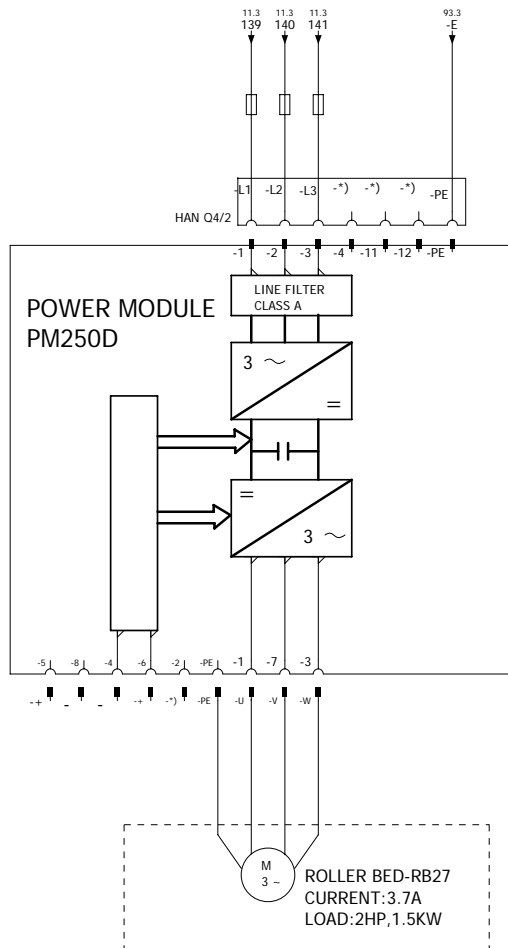 11.3 11.3 11.3 93.3
139 140 141 -E
-L1 -L2 -L3 -*) -*) -*) -PE
HAN Q4/2
-1 -2 -3 -4 -11 -12 -PE
LINE FILTER
CLASS A
POWER MODULE
PM250D
3 ~
=
=
3 ~
-5 -8 -4 -6 -2 -PE -1 -7 -3
-+ - - -+ -*) -PE -U -V -W
M
3 ~
ROLLER BED-RB27
CURRENT:3.7A
LOAD:2HP,1.5KW